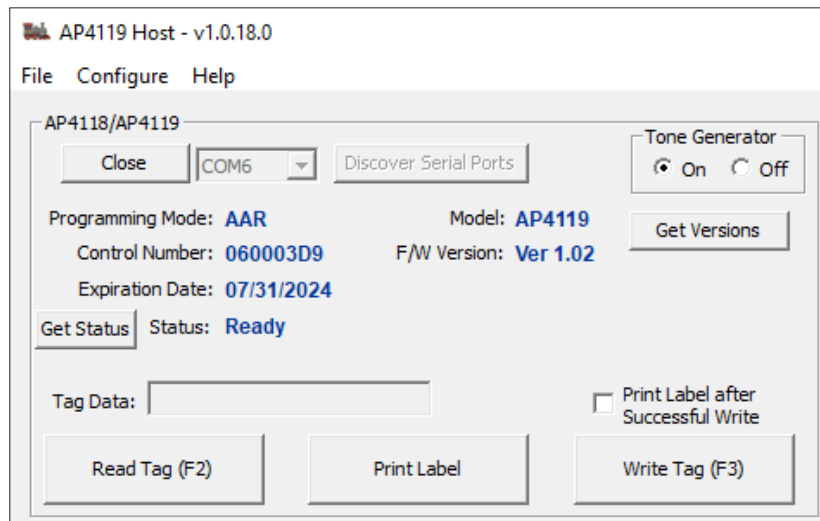 AP4119 Host - v1.0.18.0
File Configure Help
AP4118/AP4119
Close COM6 Discover Serial Ports
Tone Generator
On Off
Programming Mode: AAR Model: AP4119 Get Versions
Control Number: 060003D9 F/W Version: Ver 1.02
Expiration Date: 07/31/2024
Get Status Status: Ready
Tag Data:
Print Label after
Successful Write
Read Tag (F2) Print Label Write Tag (F3)